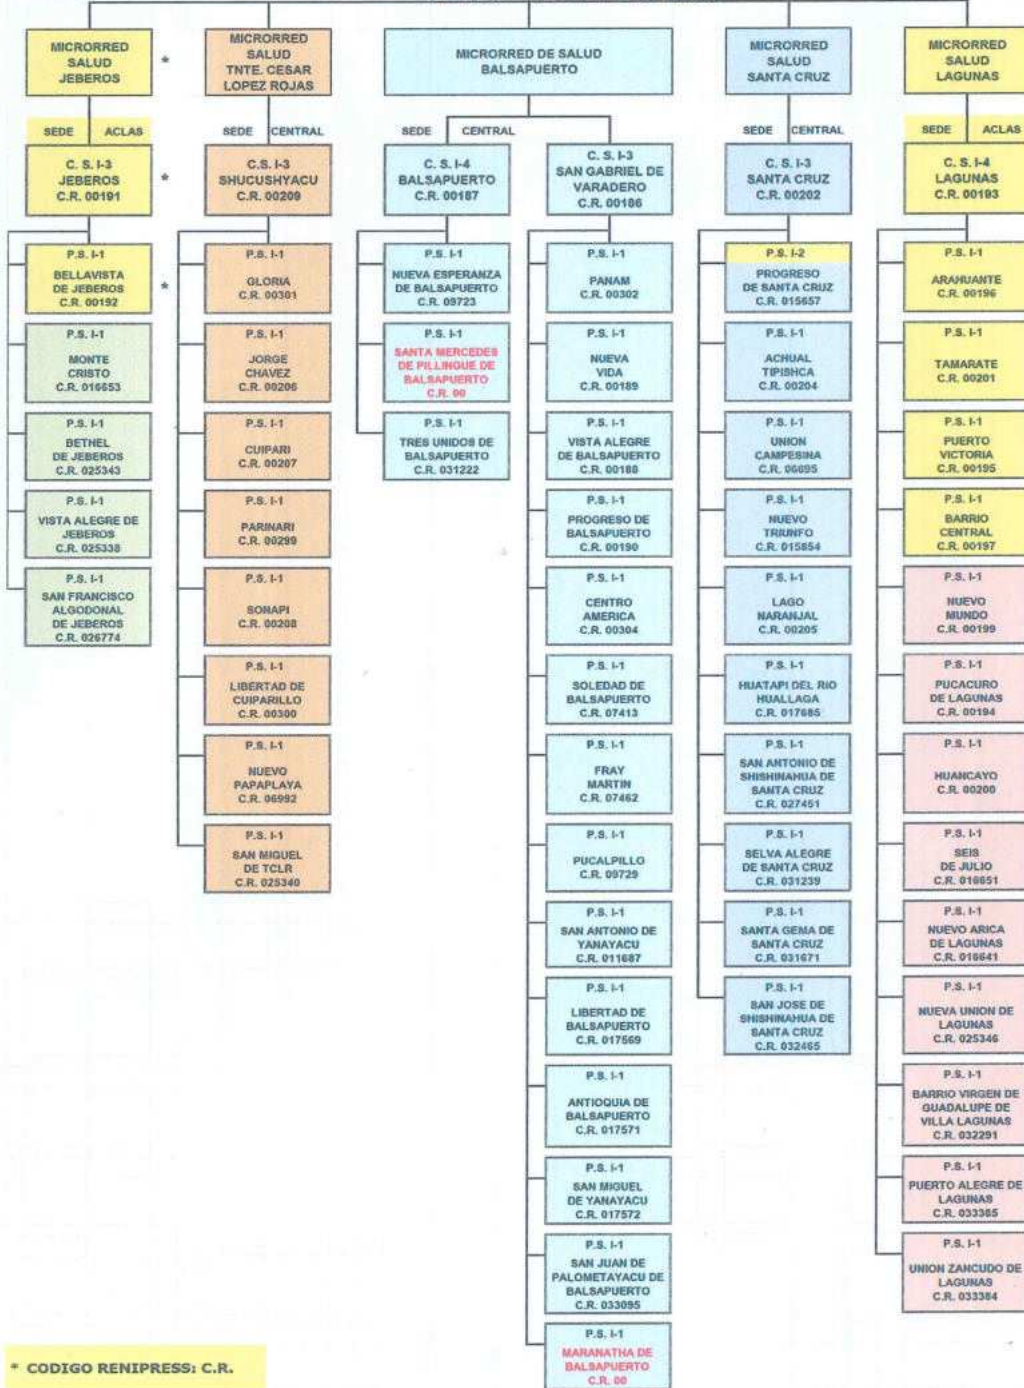 MICRORRED
SALUD
JEBEROS
*
SEDE ACLAS
C. S. I-3
JEBEROS
C.R. 00191
*
P.S. I-1
BELLAVISTA
DE JEBEROS
C.R. 00192
*
P.S. I-1
MONTE
CRISTO
C.R. 016653
P.S. I-1
BETHEL
DE JEBEROS
C.R. 025343
P.S. I-1
VISTA ALEGRE DE
JEBEROS
C.R. 025338
P.S. I-1
SAN FRANCISCO
ALGODONAL
DE JEBEROS
C.R. 026774
MICRORRED
SALUD
TNTE. CESAR
LOPEZ ROJAS
SEDE CENTRAL
C.S. I-3
SHUCUSHYACU
C.R. 00209
P.S. I-1
GLORIA
C.R. 00301
P.S. I-1
JORGE
CHAVEZ
C.R. 00206
P.S. I-1
CUIPARI
C.R. 00207
P.S. I-1
PARINARI
C.R. 00299
P.S. I-1
SONAPI
C.R. 00208
P.S. I-1
LIBERTAD DE
CUIPARILLO
C.R. 00300
P.S. I-1
NUEVO
PAPAPLAYA
C.R. 06992
P.S. I-1
SAN MIGUEL
DE TCLR
C.R. 025340
MICRORRED DE SALUD
BALSAPUERTO
SEDE CENTRAL
C. S. I-4
BALSAPUERTO
C.R. 00187
P.S. I-1
NUEVA ESPERANZA
DE BALSAPUERTO
C.R. 09723
P.S. I-1
SANTA MERCEDES
DE PILLINGUE DE
BALSAPUERTO
C.R. 00
P.S. I-1
TRES UNIDOS DE
BALSAPUERTO
C.R. 031222
C. S. I-3
SAN GABRIEL DE
VARADERO
C.R. 00186
P.S. I-1
PANAM
C.R. 00302
P.S. I-1
NUEVA
VIDA
C.R. 00189
P.S. I-1
VISTA ALEGRE
DE BALSAPUERTO
C.R. 00188
P.S. I-1
PROGRESO DE
BALSAPUERTO
C.R. 00190
P.S. I-1
CENTRO
AMERICA
C.R. 00304
P.S. I-1
SOLEDAD DE
BALSAPUERTO
C.R. 07413
P.S. I-1
FRAY
MARTIN
C.R. 07462
P.S. I-1
PUCALPILLO
C.R. 09729
P.S. I-1
SAN ANTONIO DE
YANAYACU
C.R. 011687
P.S. I-1
LIBERTAD DE
BALSAPUERTO
C.R. 017569
P.S. I-1
ANTIOQUIA DE
BALSAPUERTO
C.R. 017571
P.S. I-1
SAN MIGUEL
DE YANAYACU
C.R. 017572
P.S. I-1
SAN JUAN DE
PALOMETAYACU DE
BALSAPUERTO
C.R. 033095
P.S. I-1
MARANATHA DE
BALSAPUERTO
C.R. 00
MICRORRED
SALUD
SANTA CRUZ
SEDE CENTRAL
C. S. I-3
SANTA CRUZ
C.R. 00202
P.S. I-2
PROGRESO
DE SANTA CRUZ
C.R. 015657
P.S. I-1
ACHUAL
TIPISHCA
C.R. 00204
P.S. I-1
UNION
CAMPESINA
C.R. 06695
P.S. I-1
NUEVO
TRIUNFO
C.R. 015854
P.S. I-1
LAGO
NARANJAL
C.R. 00205
P.S. I-1
HUATAPI DEL RIO
HUALLAGA
C.R. 017685
P.S. I-1
SAN ANTONIO DE
SHISHINAHUA DE
SANTA CRUZ
C.R. 027451
P.S. I-1
SELVA ALEGRE
DE SANTA CRUZ
C.R. 031239
P.S. I-1
SANTA GEMA DE
SANTA CRUZ
C.R. 031671
P.S. I-1
SAN JOSE DE
SHISHINAHUA DE
SANTA CRUZ
C.R. 032465
MICRORRED
SALUD
LAGUNAS
SEDE ACLAS
C. S. I-4
LAGUNAS
C.R. 00193
P.S. I-1
ARAHUANTE
C.R. 00196
P.S. I-1
TAMARATE
C.R. 00201
P.S. I-1
PUERTO
VICTORIA
C.R. 00195
P.S. I-1
BARRIO
CENTRAL
C.R. 00197
P.S. I-1
NUEVO
MUNDO
C.R. 00199
P.S. I-1
PUCACURO
DE LAGUNAS
C.R. 00194
P.S. I-1
HUANCAYO
C.R. 00200
P.S. I-1
SEIS
DE JULIO
C.R. 016651
P.S. I-1
NUEVO ARICA
DE LAGUNAS
C.R. 016641
P.S. I-1
NUEVA UNION DE
LAGUNAS
C.R. 025346
P.S. I-1
BARRIO VIRGEN DE
GUADALUPE DE
VILLA LAGUNAS
C.R. 032291
P.S. I-1
PUERTO ALEGRE DE
LAGUNAS
C.R. 033385
P.S. I-1
UNION ZANCUDO DE
LAGUNAS
C.R. 033384
* CODIGO RENIPRESS: C.R.